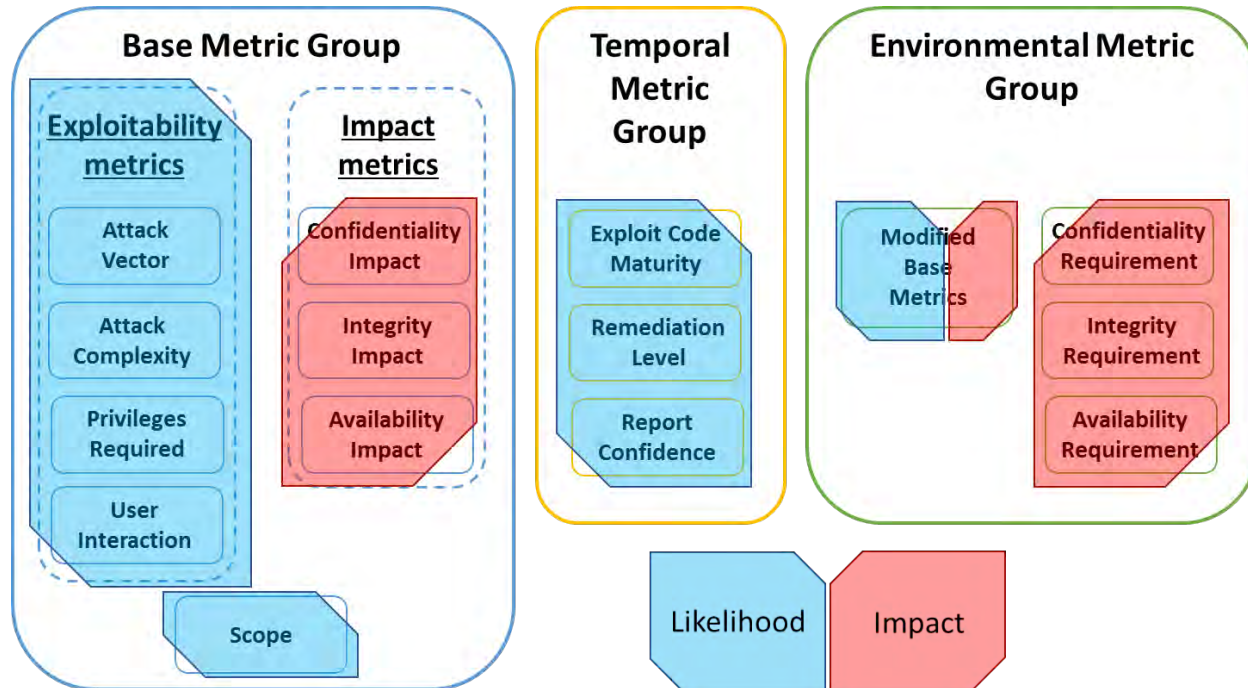 Base Metric Group
Exploitability
metrics
Attack
Vector
Attack
Complexity
Privileges
Required
User
Interaction
Scope
Impact
metrics
Confidentiality
Impact
Integrity
Impact
Availability
Impact
Temporal
Metric
Group
Exploit Code
Maturity
Remediation
Level
Report
Confidence
Environmental Metric
Group
Modified
Base
Metrics
Confidentiality
Requirement
Integrity
Requirement
Availability
Requirement
Likelihood
Impact